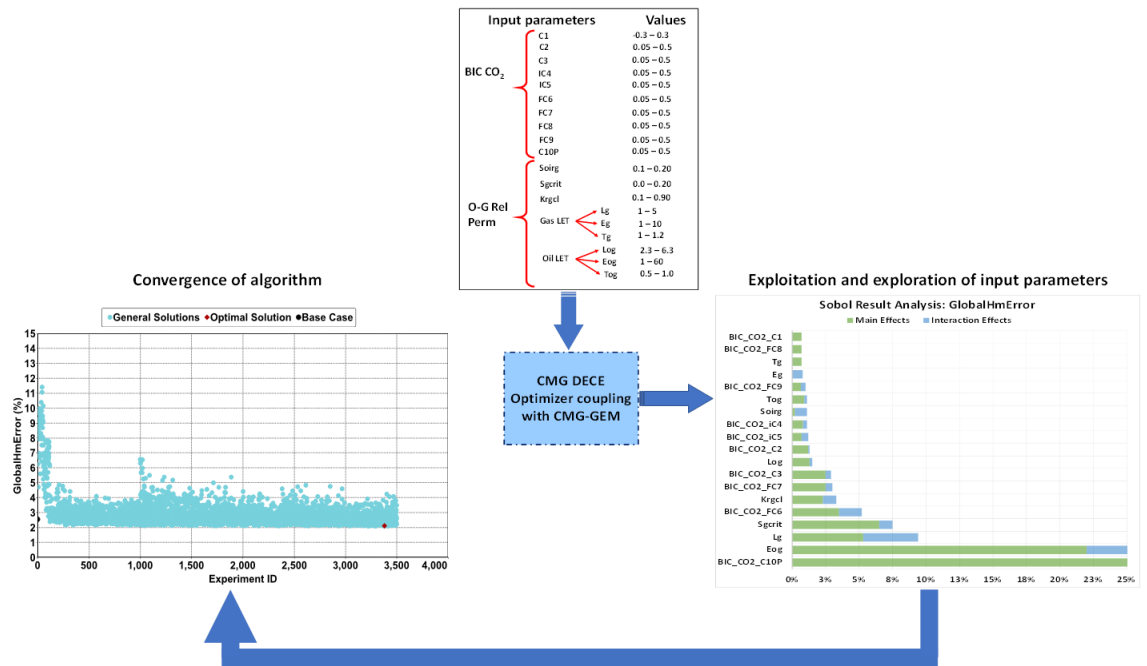 Input parameters Values
C1 -0.3 – 0.3
C2 0.05 – 0.5
C3 0.05 – 0.5
BIC CO2
IC4 0.05 – 0.5
IC5 0.05 – 0.5
FC6 0.05 – 0.5
FC7 0.05 – 0.5
FC8 0.05 – 0.5
FC9 0.05 – 0.5
C10P 0.05 – 0.5
Soirg 0.1 – 0.20
Sgcrit 0.0 – 0.20
Krgcl 0.1 – 0.90
O-G Rel
Perm
Gas LET
Lg 1 – 5
Eg 1 – 10
Tg 1 – 1.2
Oil LET
Log 2.3 – 6.3
Eog 1 – 60
Tog 0.5 – 1.0
Convergence of algorithm
General Solutions Optimal Solution Base Case
GlobalHmError (%)
15
14
13
12
11
10
9
8
7
6
5
4
3
2
1
0
0 500 1,000 1,500 2,000 2,500 3,000 3,500 4,000
Experiment ID
CMG DECE
Optimizer coupling
with CMG-GEM
Exploitation and exploration of input parameters
Sobol Result Analysis: GlobalHmError
Main Effects Interaction Effects
BIC_CO2_C1
BIC_CO2_FC8
Tg
Eg
BIC_CO2_FC9
Tog
Soirg
BIC_CO2_iC4
BIC_CO2_iC5
BIC_CO2_C2
Log
BIC_CO2_C3
BIC_CO2_FC7
Krgcl
BIC_CO2_FC6
Sgcrit
Lg
Eog
BIC_CO2_C10P
0% 3% 5% 8% 10% 13% 15% 18% 20% 23% 25%